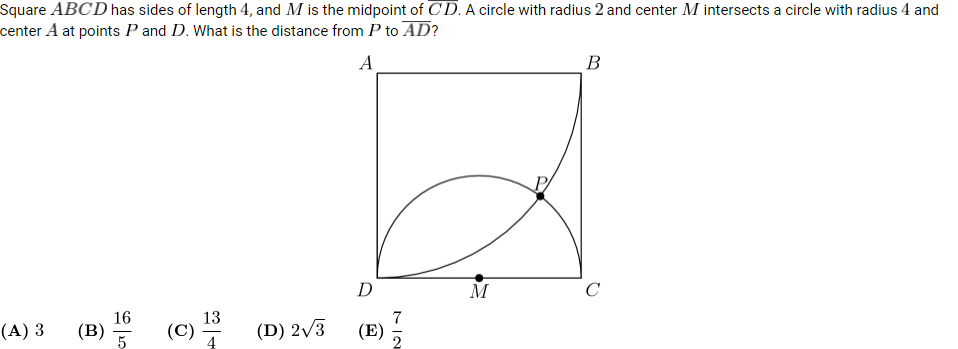 Square ABCD has sides of length 4, and M is the midpoint of C̅D̅. A circle with radius 2 and center M intersects a circle with radius 4 and
center A at points P and D. What is the distance from P to A̅D̅?
A B
P
D M C
(A) 3 (B) 16/5 (C) 13/4 (D) 2√3 (E) 7/2